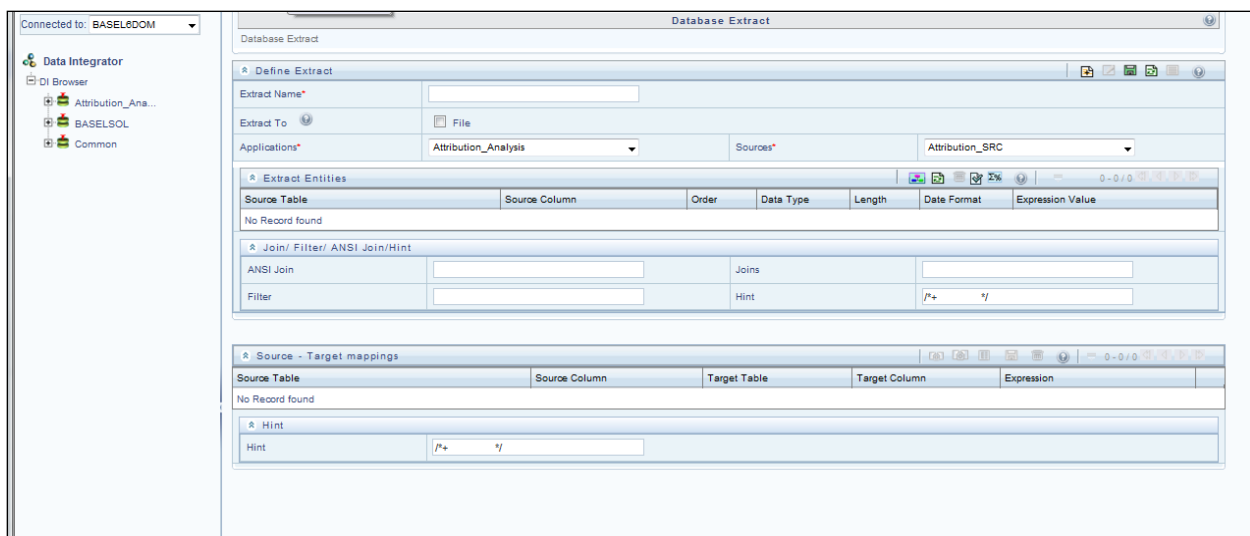 Connected to: BASEL6DOM
Data Integrator
DI Browser
Attribution_Ana...
BASELSOL
Common
Database Extract
Database Extract
Define Extract
Extract Name*
Extract To File
Applications* Attribution_Analysis Sources* Attribution_SRC
Extract Entities Σ% 0 - 0 / 0
Source Table Source Column Order Data Type Length Date Format Expression Value
No Record found
Join/ Filter/ ANSI Join/Hint
ANSI Join Joins
Filter Hint /*+ */
Source - Target mappings 0 - 0 / 0
Source Table Source Column Target Table Target Column Expression
No Record found
Hint
Hint /*+ */